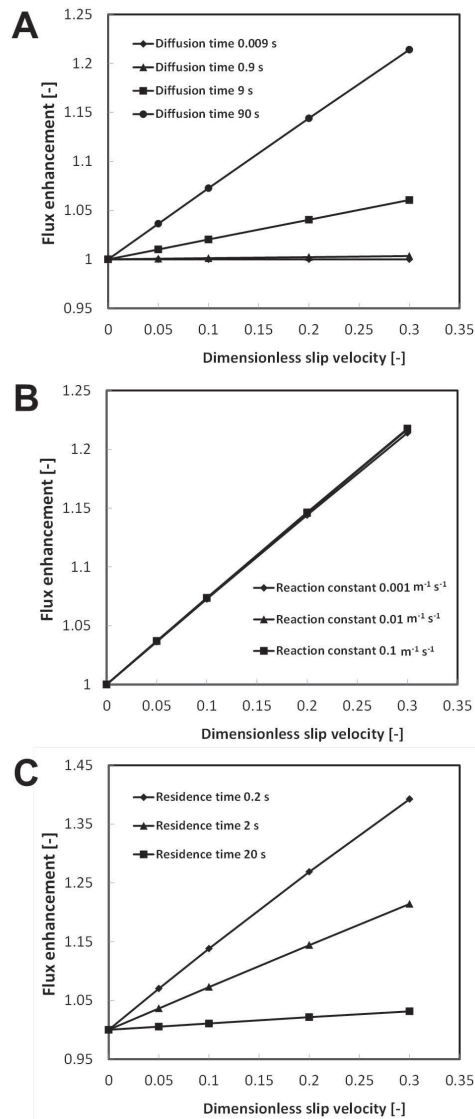 A
1.25
1.2
1.15
1.1
1.05
1
0.95
Flux enhancement [-]
Diffusion time 0.009 s
Diffusion time 0.9 s
Diffusion time 9 s
Diffusion time 90 s
0 0.05 0.1 0.15 0.2 0.25 0.3 0.35
Dimensionless slip velocity [-]
B
1.25
1.2
1.15
1.1
1.05
1
Flux enhancement [-]
Reaction constant 0.001 m⁻¹ s⁻¹
Reaction constant 0.01 m⁻¹ s⁻¹
Reaction constant 0.1 m⁻¹ s⁻¹
0 0.05 0.1 0.15 0.2 0.25 0.3 0.35
Dimensionless slip velocity [-]
C
1.45
1.35
1.25
1.15
1.05
0.95
Flux enhancement [-]
Residence time 0.2 s
Residence time 2 s
Residence time 20 s
0 0.05 0.1 0.15 0.2 0.25 0.3 0.35
Dimensionless slip velocity [-]